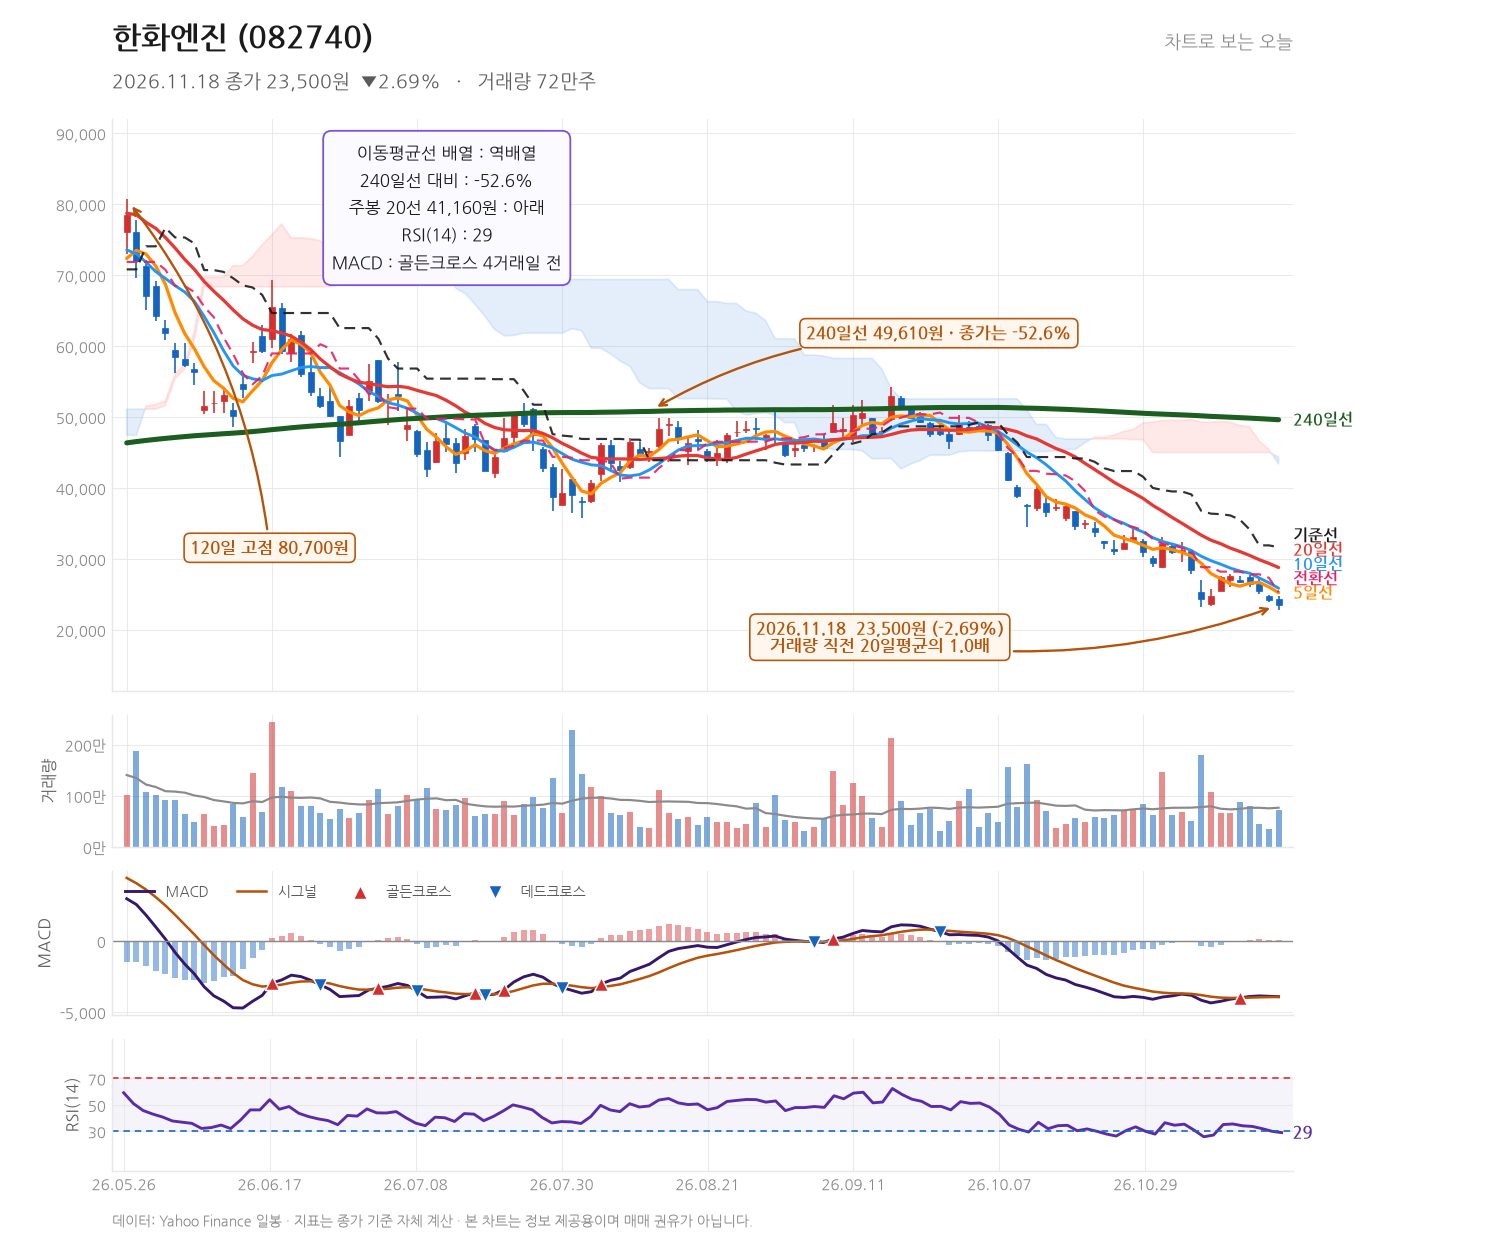 한화엔진 (082740)
차트로 보는 오늘
2026.11.18 종가 23,500원 ▼2.69% · 거래량 72만주
90,000
80,000
70,000
60,000
50,000
40,000
30,000
20,000
이동평균선 배열 : 역배열
240일선 대비 : -52.6%
주봉 20선 41,160원 : 아래
RSI(14) : 29
MACD : 골든크로스 4거래일 전
240일선 49,610원 · 종가는 -52.6%
120일 고점 80,700원
2026.11.18 23,500원 (-2.69%)
거래량 직전 20일평균의 1.0배
240일선
기준선
20일선
10일선
전환선
5일선
거래량
200만
100만
0만
MACD
MACD
시그널
골든크로스
데드크로스
0
-5,000
RSI(14)
70
50
30
29
26.05.26
26.06.17
26.07.08
26.07.30
26.08.21
26.09.11
26.10.07
26.10.29
데이터: Yahoo Finance 일봉 · 지표는 종가 기준 자체 계산 · 본 차트는 정보 제공용이며 매매 권유가 아닙니다.